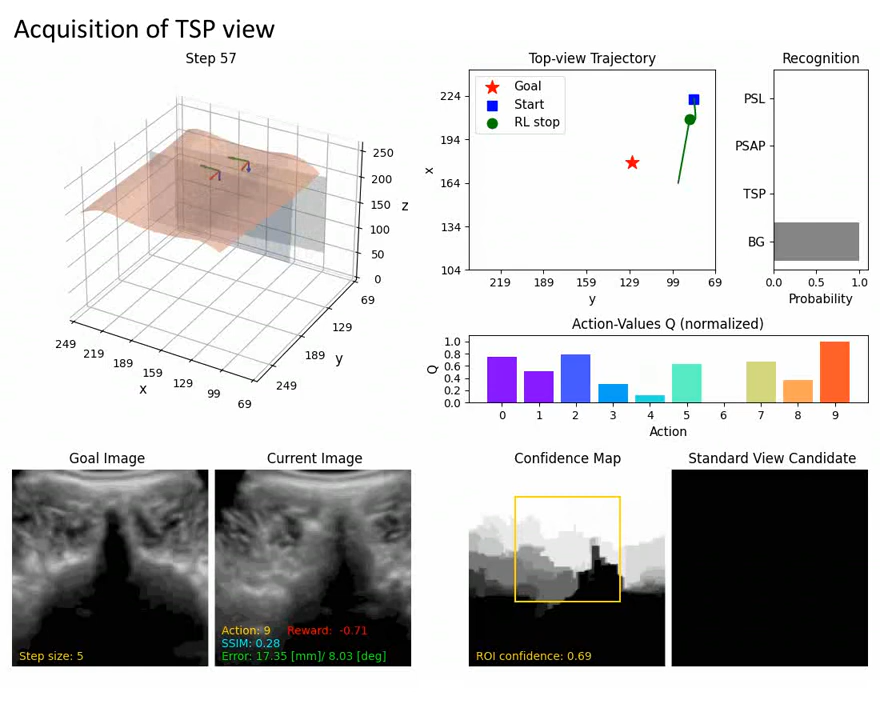 Acquisition of TSP view
Step 57
250
200
150
100
50
0
z
249
219
189
159
129
99
69
x
69
129
189
249
y
Top-view Trajectory
Goal
Start
RL stop
224
194
164
134
104
x
219
189
159
129
99
69
y
Recognition
PSL
PSAP
TSP
BG
0.0
0.5
1.0
Probability
Action-Values Q (normalized)
1.0
0.8
0.6
0.4
0.2
0.0
Q
0 1 2 3 4 5 6 7 8 9
Action
Goal Image
Step size: 5
Current Image
Action: 9 Reward: -0.71
SSIM: 0.28
Error: 17.35 [mm]/ 8.03 [deg]
Confidence Map
ROI confidence: 0.69
Standard View Candidate